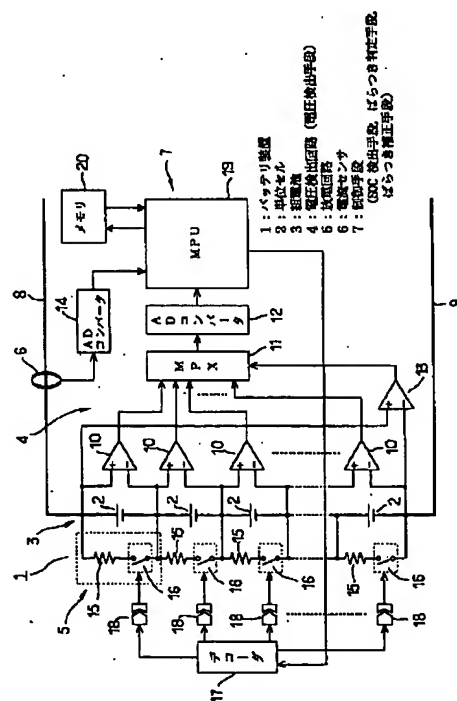 1
5
3
4
6
8
14
ADコンバータ
20
メモリ
7
15
15
15
15
16
16
16
16
2
2
2
2
10
10
10
10
13
11
MPX
12
ADコンバータ
19
MPU
18
18
18
18
17
デコーダ
9
1:バッテリ装置
2:単位セル
3:組電池
4:電圧検出回路(電圧検出手段)
5:放電回路
6:電流センサ
7:制御手段
(SOC検出手段, ばらつき判定手段
ばらつき補正手段)